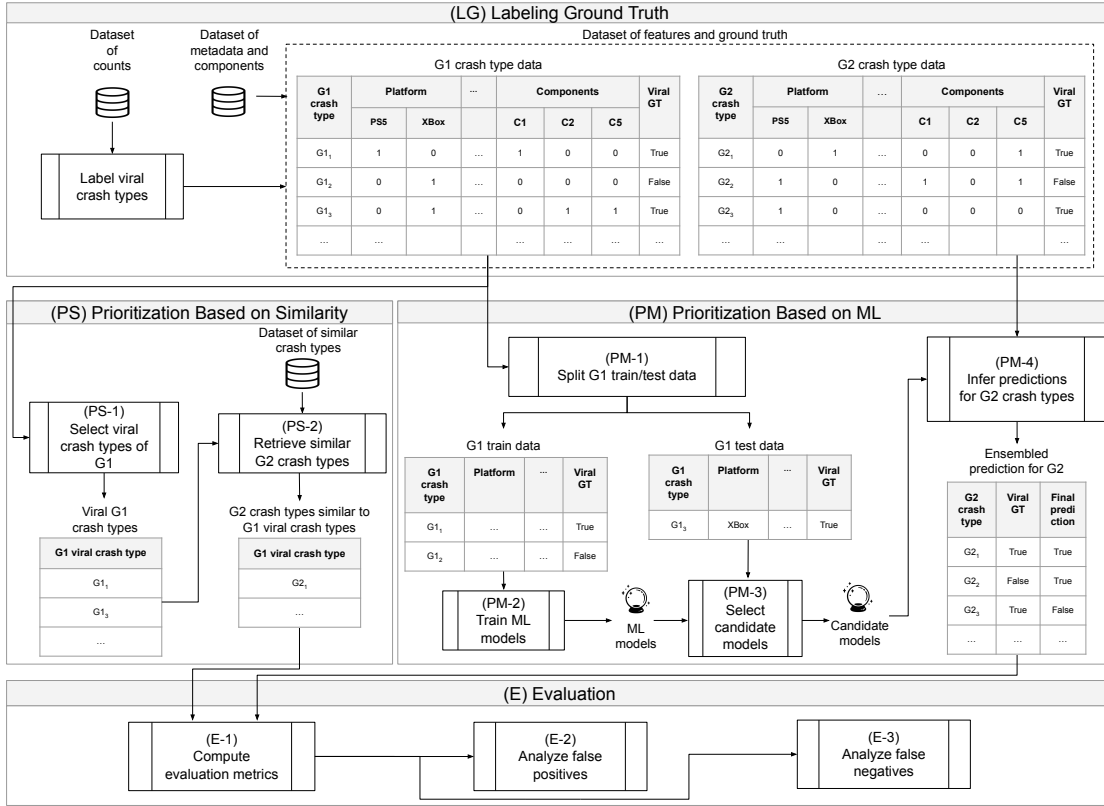 (LG) Labeling Ground Truth
Dataset
of
counts
Dataset of
metadata and
components
Label viral
crash types
Dataset of features and ground truth
G1 crash type data
G1
crash
type
Platform
...
Components
Viral
GT
PS5 XBox C1 C2 C5
G1₁ 1 0 ... 1 0 0 True
G1₂ 0 1 ... 0 0 0 False
G1₃ 0 1 ... 0 1 1 True
... ... ... ... ... ...
G2 crash type data
G2
crash
type
Platform
...
Components
Viral
GT
PS5 XBox C1 C2 C5
G2₁ 0 1 ... 0 0 1 True
G2₂ 1 0 ... 1 0 1 False
G2₃ 1 0 ... 0 0 0 True
... ... ... ... ... ...
(PS) Prioritization Based on Similarity
Dataset of similar
crash types
(PS-1)
Select viral
crash types of
G1
(PS-2)
Retrieve similar
G2 crash types
Viral G1
crash types
G1 viral crash type
G1₁
G1₃
...
G2 crash types similar to
G1 viral crash types
G1 viral crash type
G2₁
...
(PM) Prioritization Based on ML
(PM-1)
Split G1 train/test data
G1 train data
G1
crash
type
Platform
...
Viral
GT
G1₁ ... ... True
G1₂ ... ... False
G1 test data
G1
crash
type
Platform
...
Viral
GT
G1₃ XBox ... True
(PM-2)
Train ML
models
ML
models
(PM-3)
Select
candidate
models
Candidate
models
(PM-4)
Infer predictions
for G2 crash types
Ensembled
prediction for G2
G2
crash
type
Viral
GT
Final
predi
ction
G2₁ True True
G2₂ False True
G2₃ True False
... ... ...
(E) Evaluation
(E-1)
Compute
evaluation metrics
(E-2)
Analyze false
positives
(E-3)
Analyze false
negatives